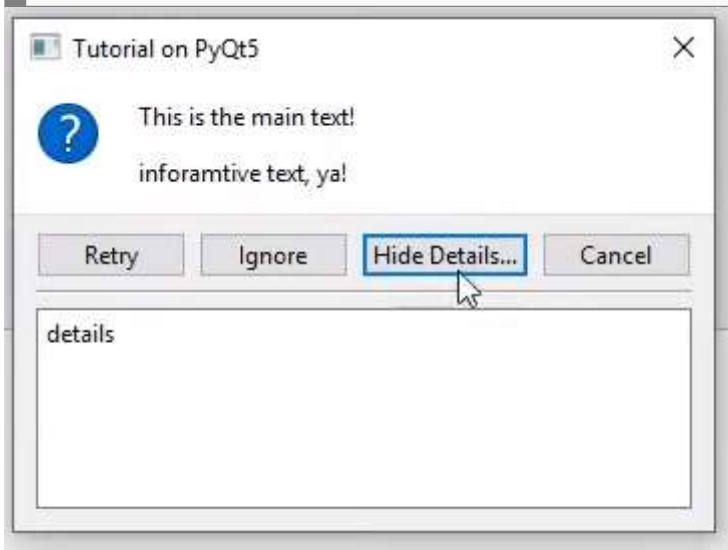 Tutorial on PyQt5
This is the main text!
inforamtive text, ya!
Retry Ignore Hide Details... Cancel
details